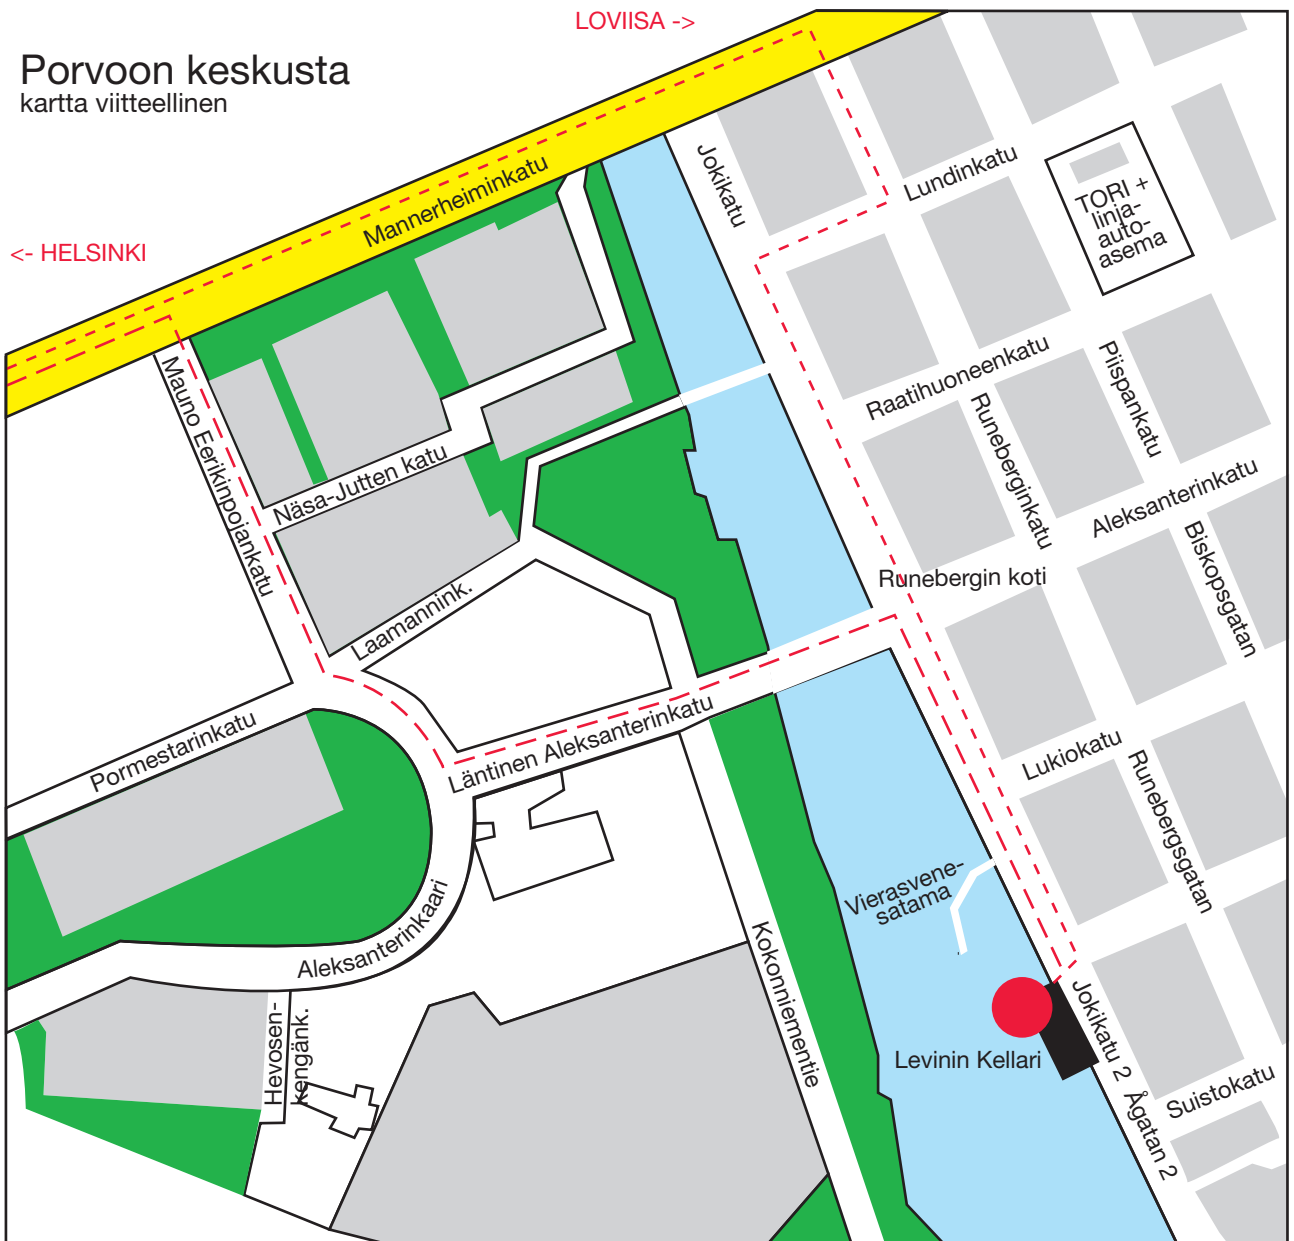 LOVIISA ->
Porvoon keskusta
kartta viitteellinen
<- HELSINKI
Mannerheiminkatu
Jokikatu
Lundinkatu
TORI +
linja-
auto-
asema
Mauno Eerikinpojankatu
Näsa-Jutten katu
Raatihuoneenkatu
Runeberginkatu
Piispankatu
Aleksanterinkatu
Biskopsgatan
Runebergin koti
Laamannink.
Pormestarinkatu
Läntinen Aleksanterinkatu
Lukiokatu
Runebergsgatan
Vierasvene-
satama
Aleksanterinkaari
Kokonniementie
Hevosen-
kengänk.
Levinin Kellari
Jokikatu 2 Ågatan 2
Suistokatu